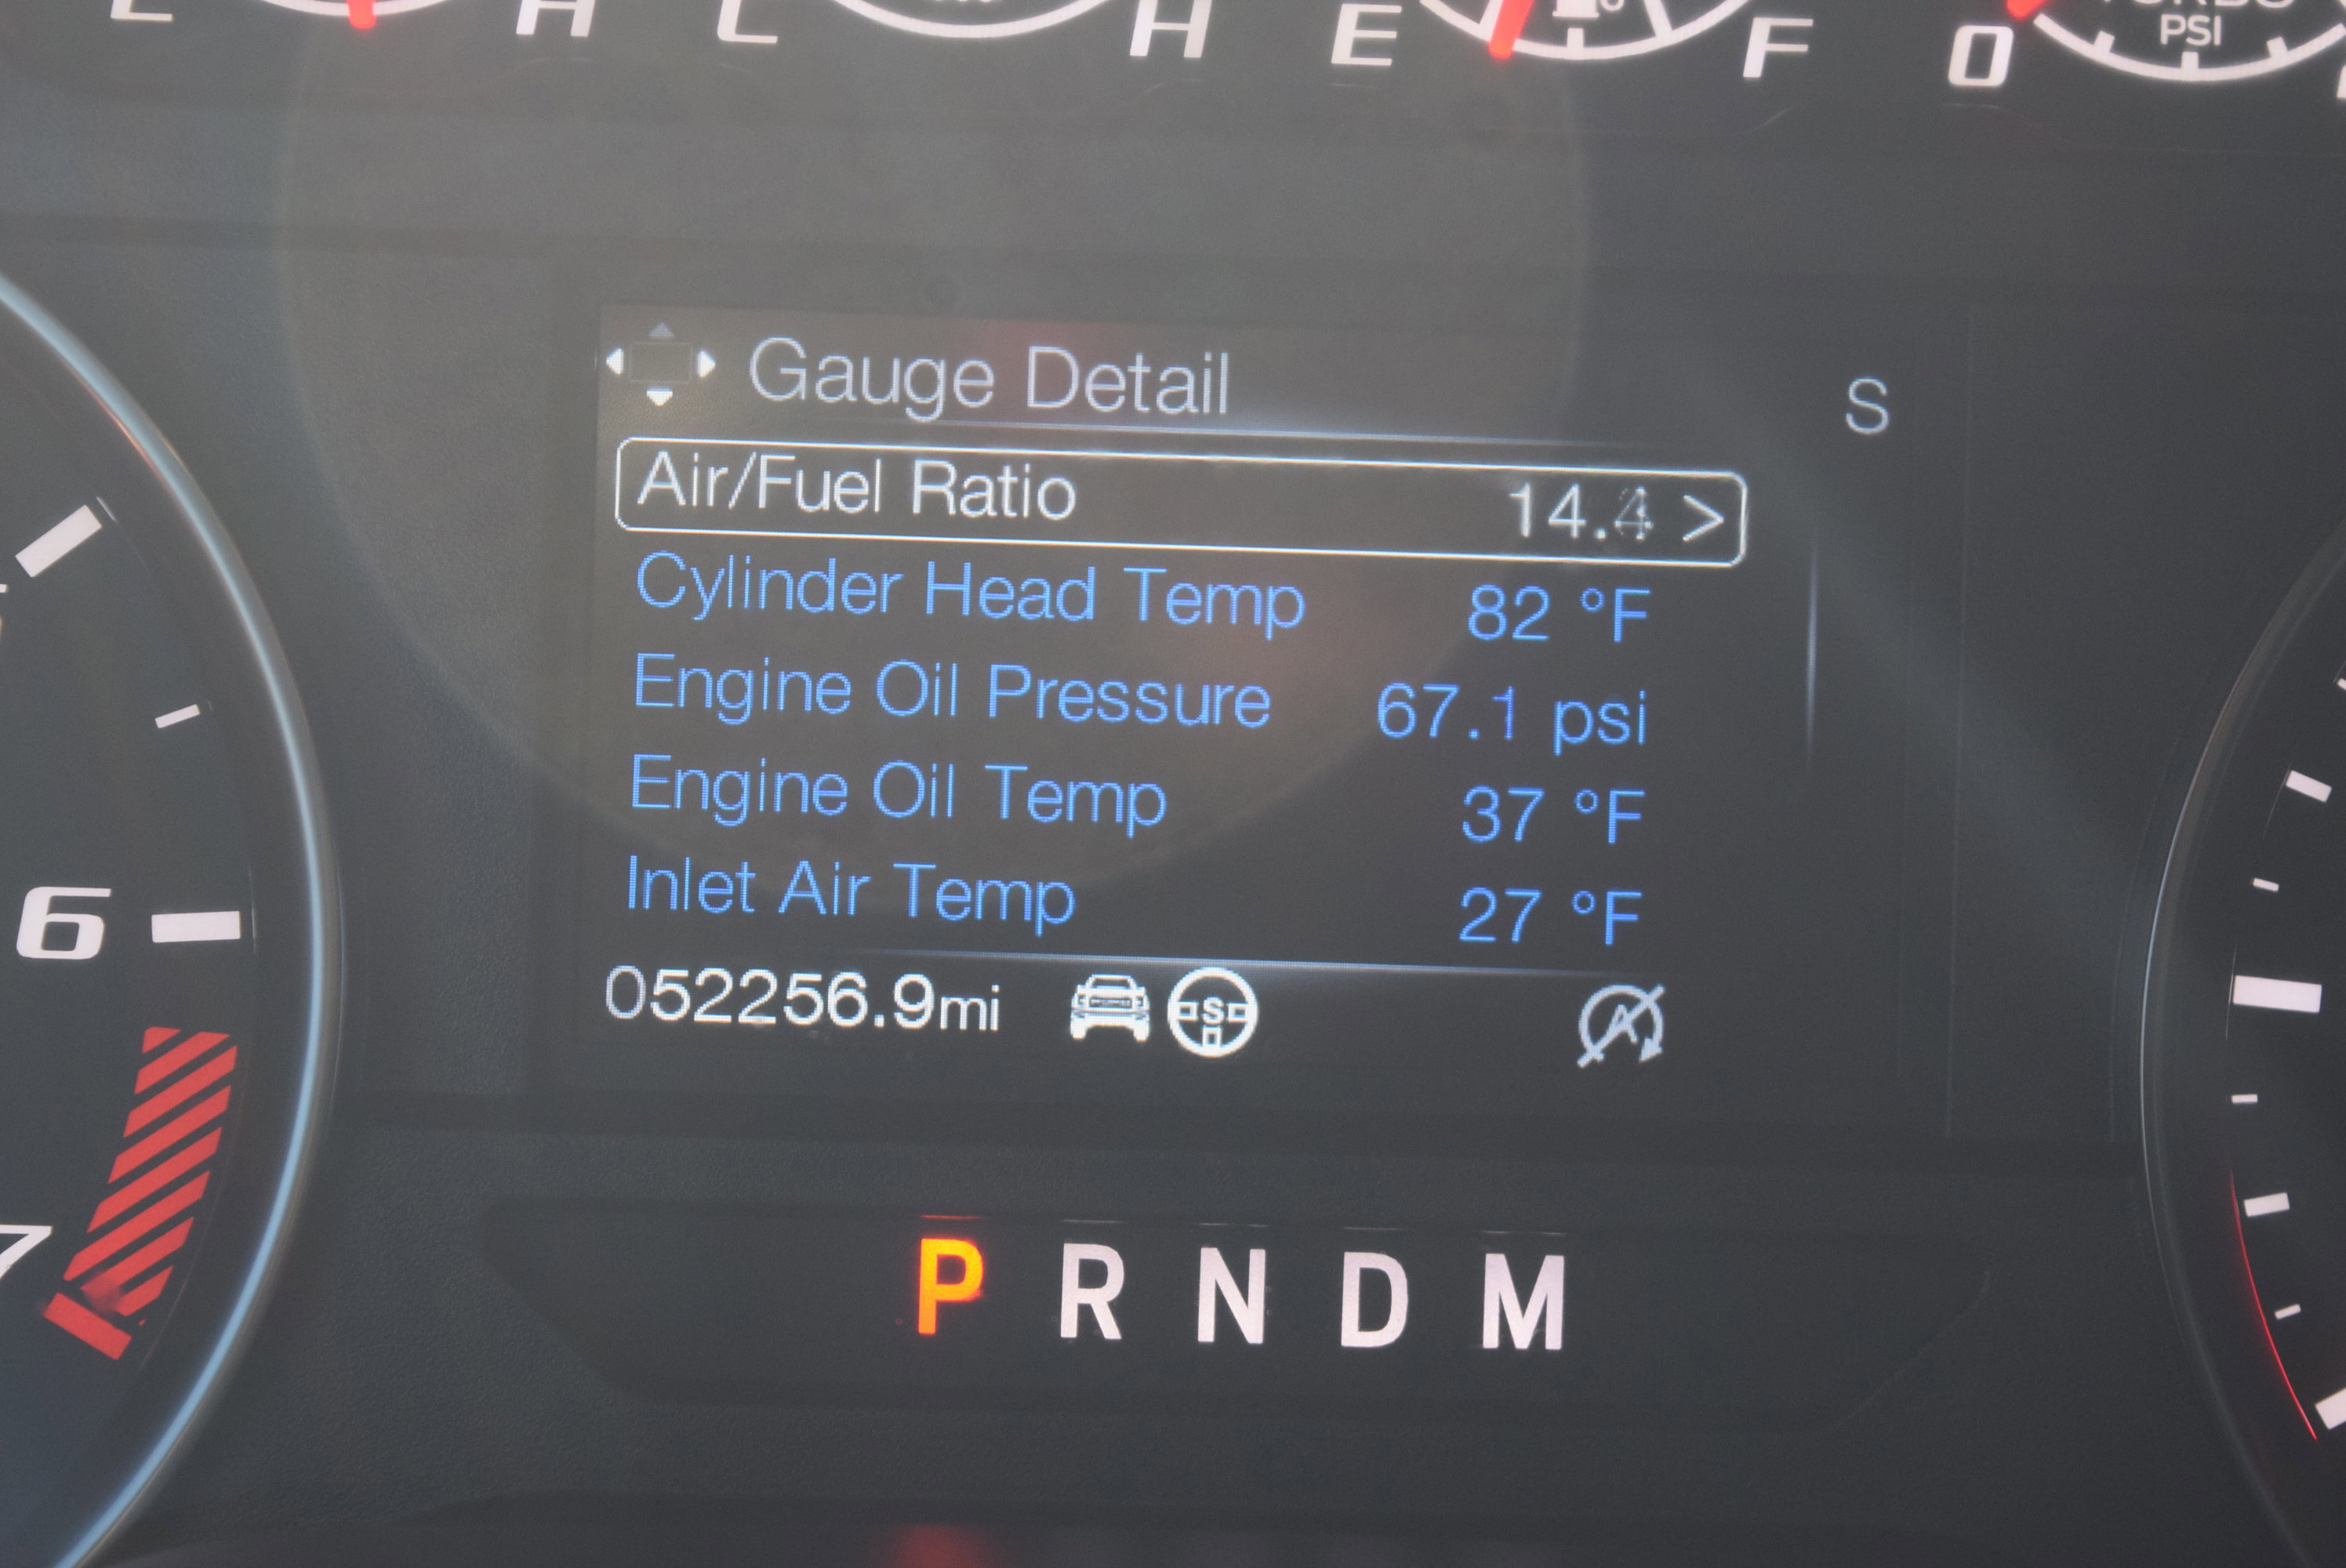 L H L H E F 0
PSI
Gauge Detail
S
Air/Fuel Ratio 14.4 >
Cylinder Head Temp 82 °F
Engine Oil Pressure 67.1 psi
Engine Oil Temp 37 °F
Inlet Air Temp 27 °F
6
052256.9mi S A
7
P R N D M